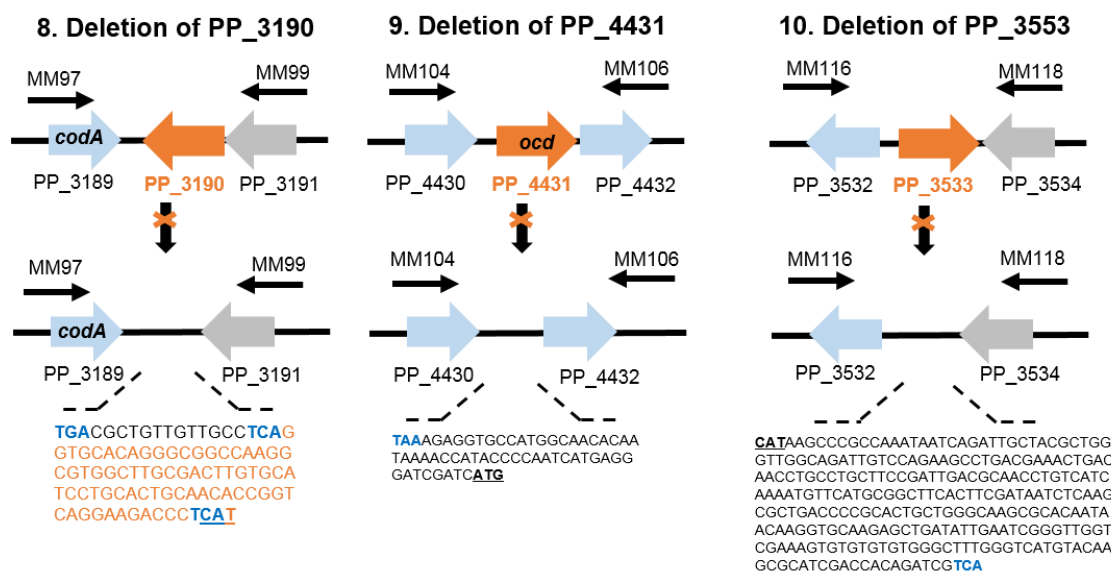 8. Deletion of PP_3190
MM97
MM99
codA
PP_3189
PP_3190
PP_3191
MM97
MM99
codA
PP_3189
PP_3191
TGACGCTGTTGTTGCCTCAG
GTGCACAGGGCGGCCAAGG
CGTGGCTTGCGACTTGTGCA
TCCTGCACTGCAACACCGGT
CAGGAAGACCCTCAT
9. Deletion of PP_4431
MM104
MM106
ocd
PP_4430
PP_4431
PP_4432
MM104
MM106
PP_4430
PP_4432
TAAAGAGGTGCCATGGCAACACAA
TAAAACCATACCCCAATCATGAGG
GATCGATCATG
10. Deletion of PP_3553
MM116
MM118
PP_3532
PP_3533
PP_3534
MM116
MM118
PP_3532
PP_3534
CATAAGCCCGCCAAATAATCAGATTGCTACGCTGG
GTTGGCAGATTGTCCAGAAGCCTGACGAAACTGAC
AACCTGCCTGCTTCCGATTGACGCAACCTGTCATC
AAAATGTTCATGCGGCTTCACTTCGATAATCTCAAG
CGCTGACCCCGCACTGCTGGGCAAGCGCACAATA
ACAAGGTGCAAGAGCTGATATTGAATCGGGTTGGT
CGAAAGTGTGTGTGTGGGCTTTGGGTCATGTACAA
GCGCATCGACCACAGATCGTCA